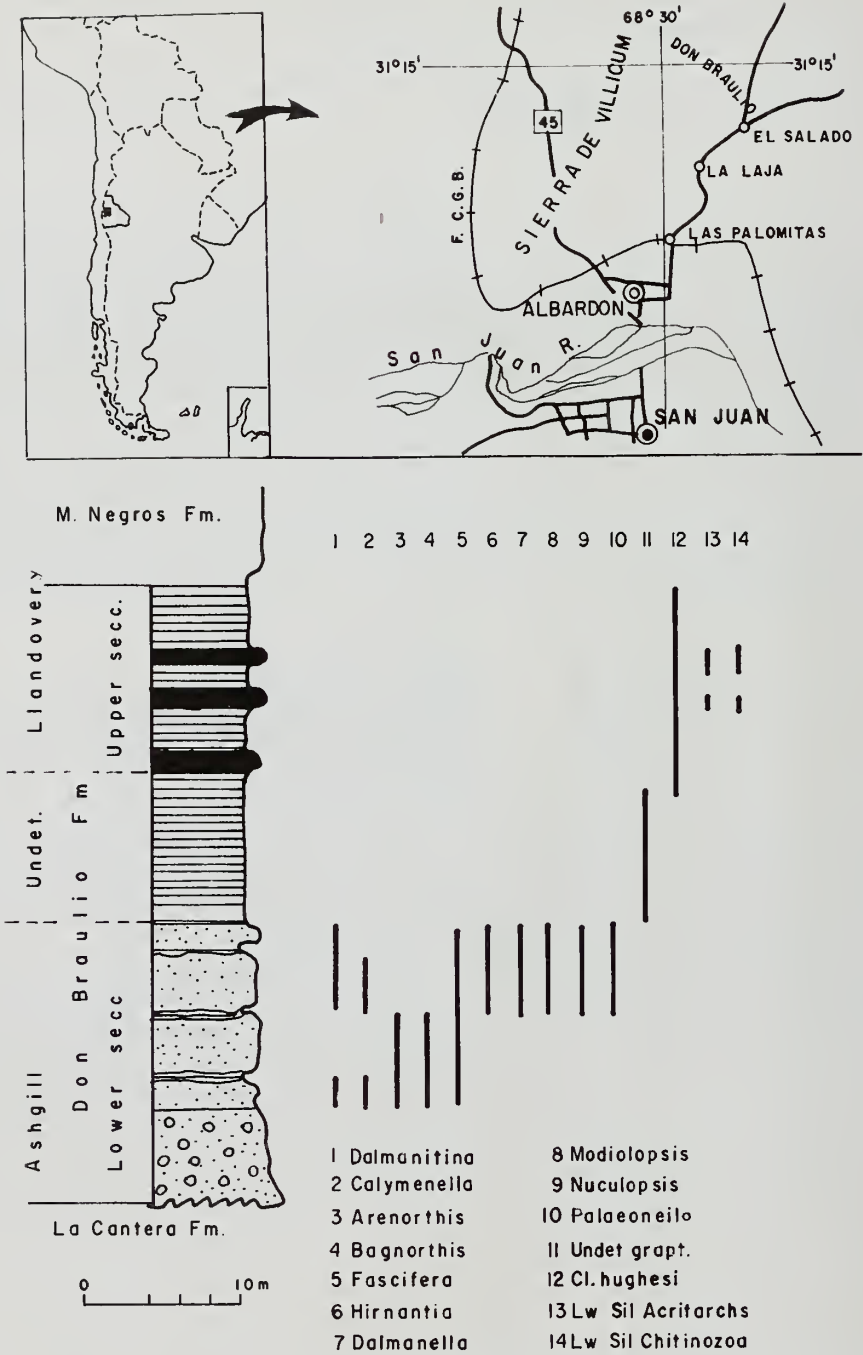 68° 30'
31° 15'
31° 15'
DON BRAULIO
45
SIERRA DE VILLICUM
EL SALADO
LA LAJA
F.C.G.B.
LAS PALOMITAS
ALBARDON
San Juan R.
SAN JUAN
M. Negros Fm.
1 2 3 4 5 6 7 8 9 10 11 12 13 14
Llandovery
Upper secc.
Undet.
Don Braulio Fm
Ashgill
Lower secc
La Cantera Fm.
0 10m
1 Dalmanitina
2 Calymenella
3 Arenorthis
4 Bagnorthis
5 Fascifera
6 Hirnantia
7 Dalmanella
8 Modiolopsis
9 Nuculopsis
10 Palaeoneilo
11 Undet grapt.
12 Cl. hughesi
13 Lw Sil Acritarchs
14 Lw Sil Chitinozoa